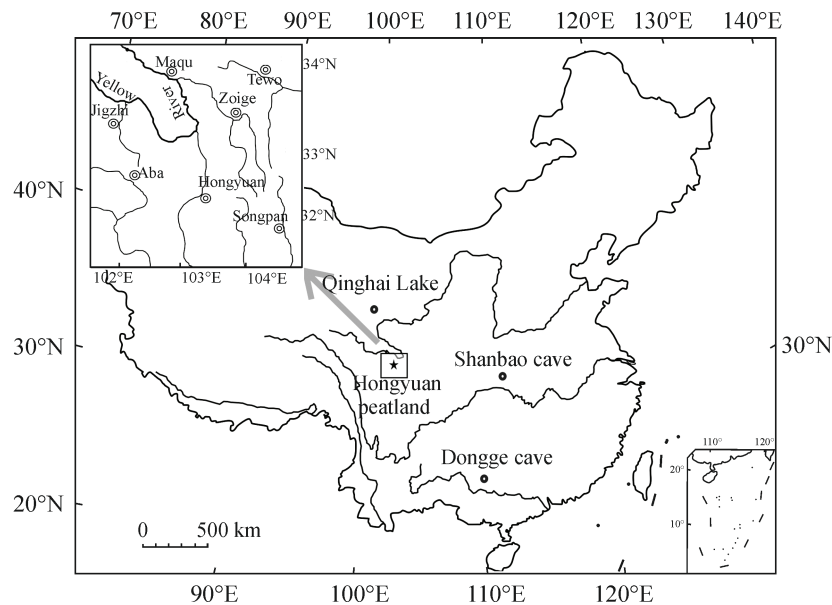 70°E 80°E 90°E 100°E 110°E 120°E 130°E 140°E
Maqu
34°N
Tewo
Yellow
River
Zoige
Jigzhi
33°N
Aba
40°N
Hongyuan
32°N
Songpan
102°E 103°E 104°E
Qinghai Lake
30°N
30°N
Shanbao cave
Hongyuan
peatland
110° 120°
Dongge cave
20°
20°N
0 500 km
10°
90°E 100°E 110°E 120°E